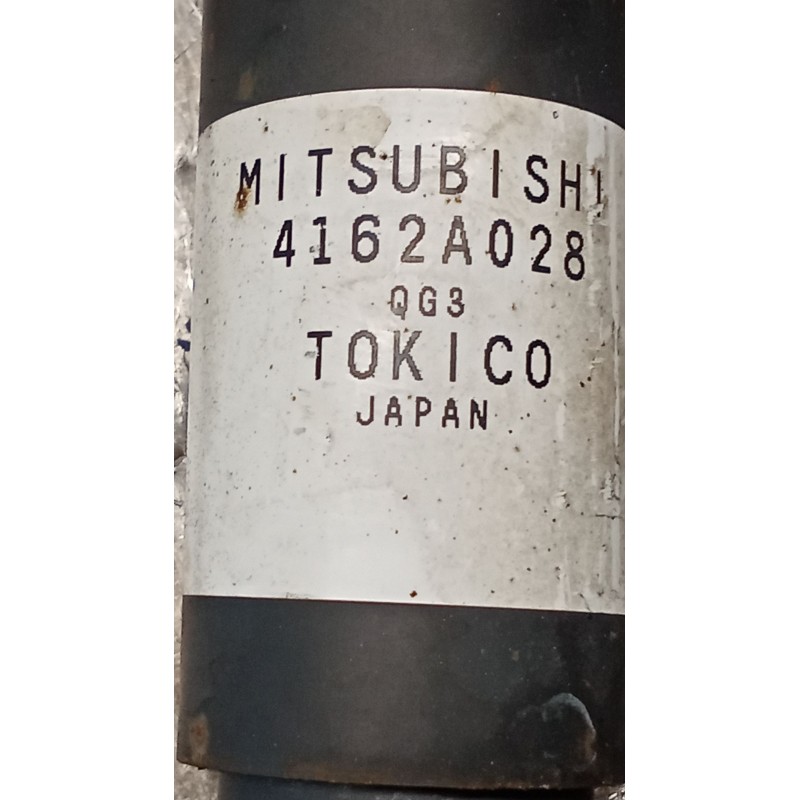 MITSUBISHI
4162A028
QG3
TOKICO
JAPAN